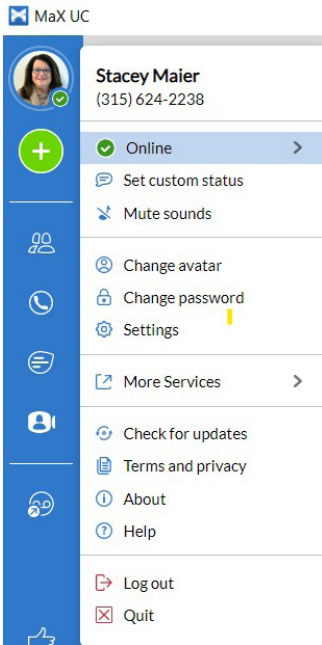 MaX UC
Stacey Maier
(315) 624-2238
Online
Set custom status
Mute sounds
Change avatar
Change password
Settings
More Services
Check for updates
Terms and privacy
About
Help
Log out
Quit